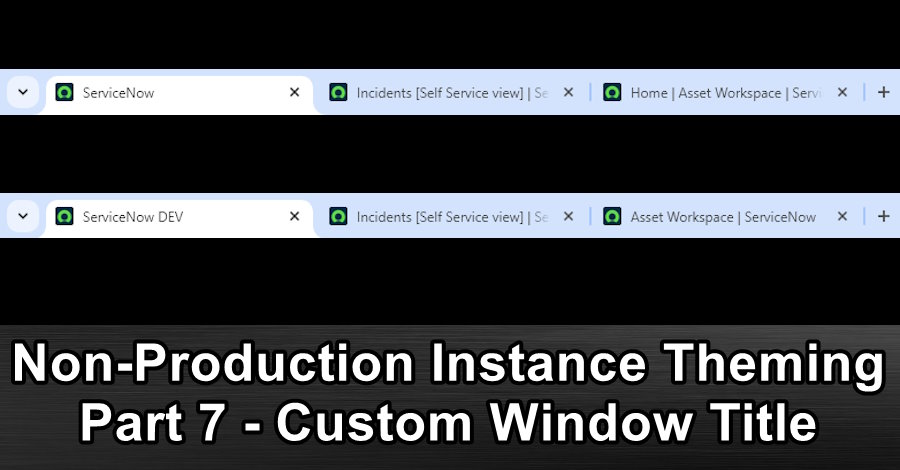 ServiceNow
Incidents [Self Service view] | Se
Home | Asset Workspace | Servi
ServiceNow DEV
Incidents [Self Service view] | Se
Asset Workspace | ServiceNow
Non-Production Instance Theming
Part 7 - Custom Window Title